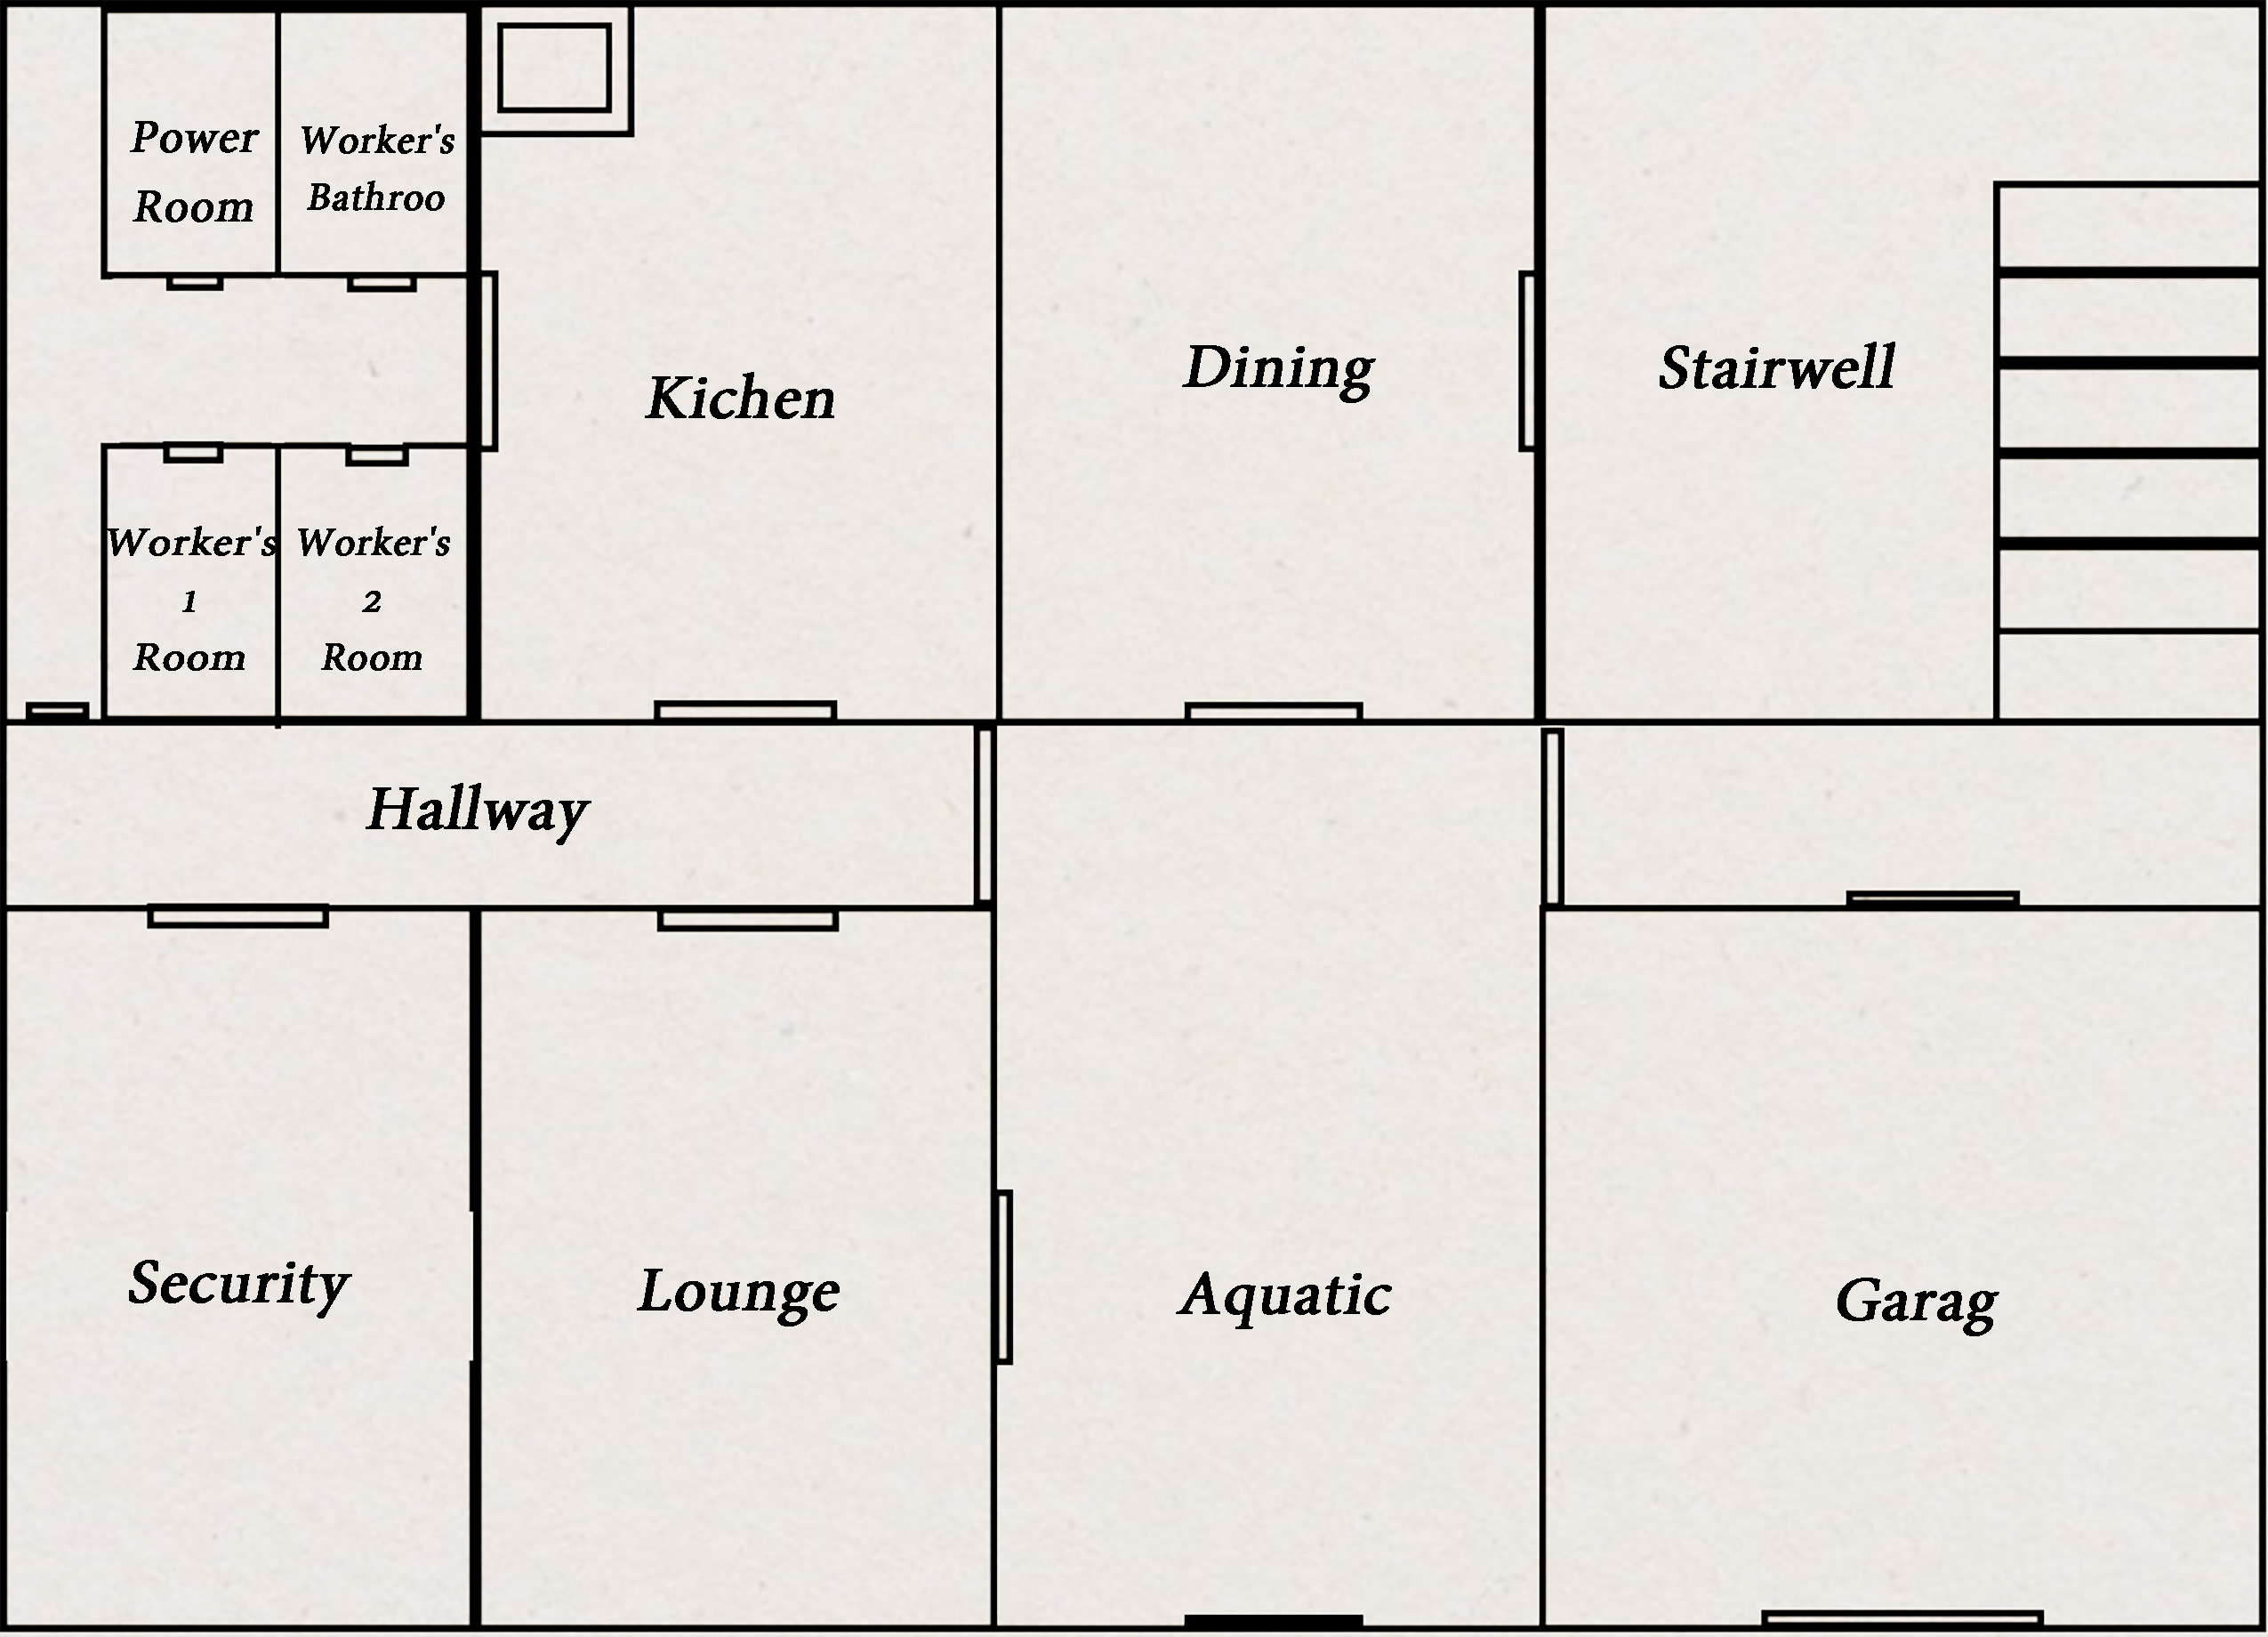 Power
Room
Worker's
Bathroo
Kichen
Dining
Stairwell
Worker's
1
Room
Worker's
2
Room
Hallway
Security
Lounge
Aquatic
Garag